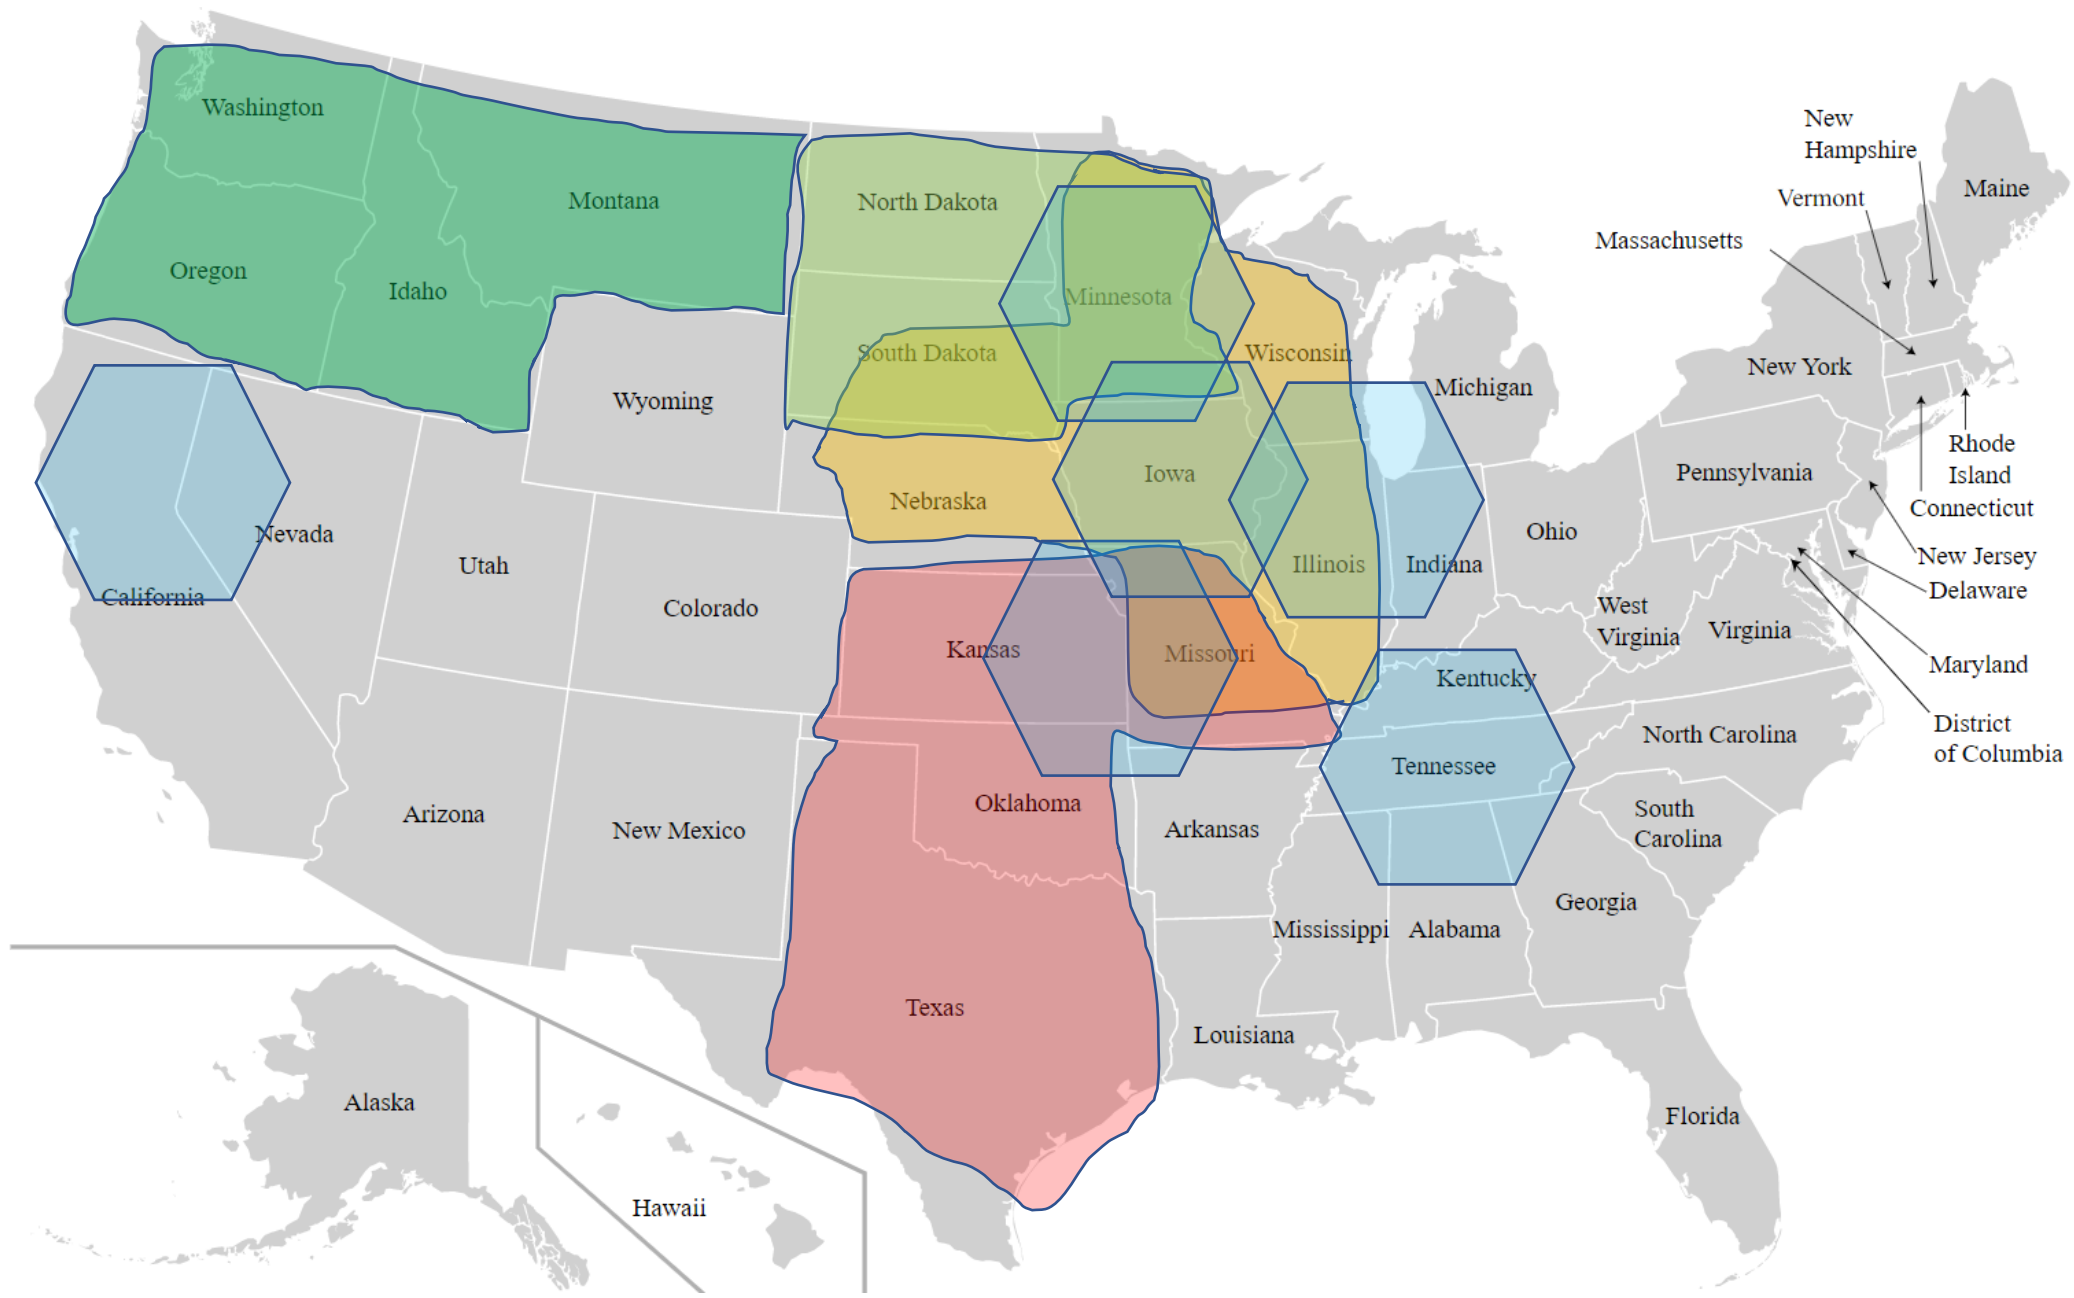 New
Hampshire
Washington
Maine
Vermont
Montana
North Dakota
Massachusetts
Oregon
Idaho
Minnesota
South Dakota
Wisconsin
New York
Michigan
Wyoming
Rhode
Island
Iowa
Pennsylvania
Nebraska
Connecticut
Nevada
Ohio
New Jersey
Utah
Illinois
Indiana
Delaware
California
Colorado
West
Virginia
Virginia
Kansas
Missouri
Maryland
Kentucky
District
of Columbia
North Carolina
Tennessee
Oklahoma
South
Carolina
Arizona
New Mexico
Arkansas
Georgia
Mississippi
Alabama
Texas
Louisiana
Alaska
Florida
Hawaii